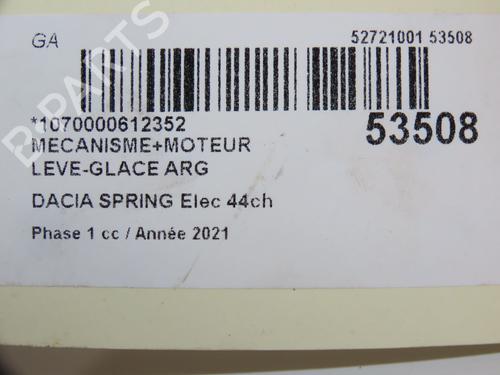 GA
52721001 53508
*1070000612352
53508
MECANISME+MOTEUR
LEVE-GLACE ARG
DACIA SPRING Elec 44ch
Phase 1 cc / Année 2021
B-PARTS